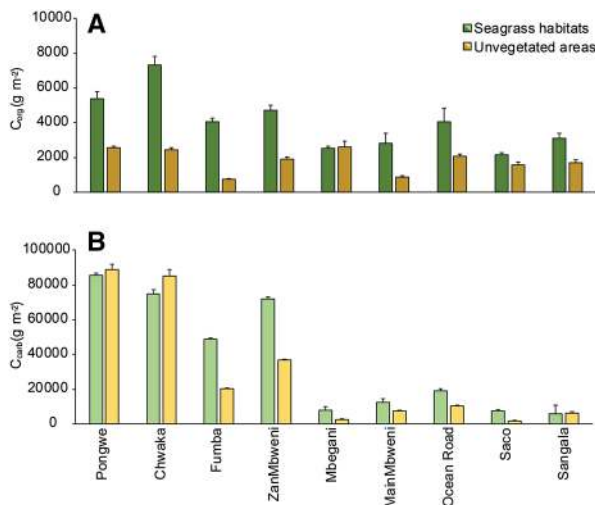 A
Seagrass habitats
Unvegetated areas
Corg(g m-2)
10000
8000
6000
4000
2000
0
B
Ccarb(g m-2)
100000
80000
60000
40000
20000
0
Pongwe
Chwaka
Fumba
ZanMbweni
Mbegani
MainMbweni
Ocean Road
Saco
Sangala